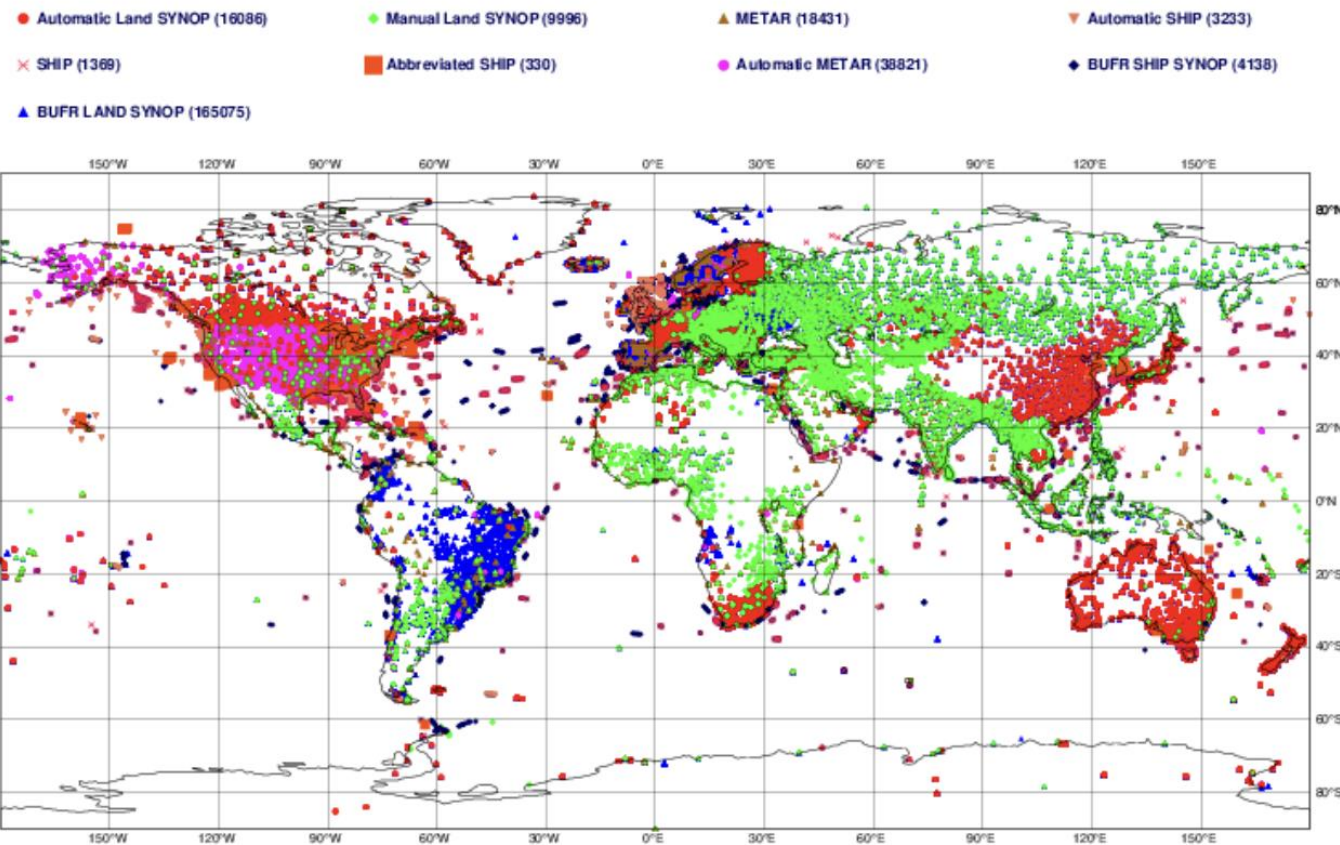 Automatic Land SYNOP (16086) Manual Land SYNOP (9996) METAR (18431) Automatic SHIP (3233)
SHIP (1369) Abbreviated SHIP (330) Automatic METAR (38821) BUFR SHIP SYNOP (4138)
BUFR LAND SYNOP (165075)
150°W 120°W 90°W 60°W 30°W 0°E 30°E 60°E 90°E 120°E 150°E
80°N
60°N
40°N
20°N
0°N
20°S
40°S
60°S
80°S
150°W 120°W 90°W 60°W 30°W 0°E 30°E 60°E 90°E 120°E 150°E